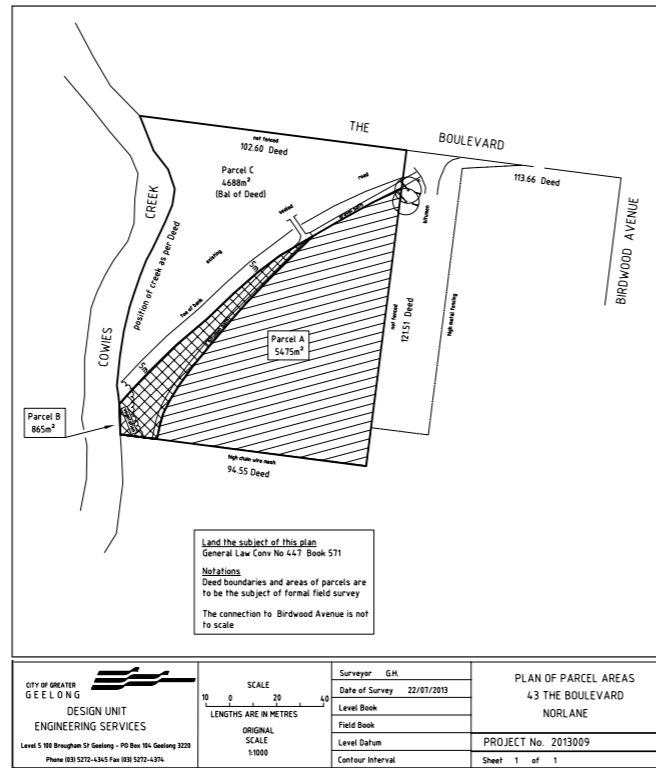 THE BOULEVARD
not fenced
102.60 Deed
113.66 Deed
BIRDWOOD AVENUE
Parcel C
4688m²
(Bal of Deed)
COWIES CREEK
position of creek as per Deed
existing
sealed
road
5m
toe of bank
5m
not fenced
121.51 Deed
high metal fencing
Parcel A
5475m²
Parcel B
865m²
high chain wire mesh
94.55 Deed
Land the subject of this plan
General Law Conv No 447 Book 571
Notations
Deed boundaries and areas of parcels are
to be the subject of formal field survey
The connection to Birdwood Avenue is not
to scale
CITY OF GREATER
GEELONG
DESIGN UNIT
ENGINEERING SERVICES
Level 5 100 Brougham St Geelong - PO Box 104 Geelong 3220
Phone (03) 5272-4345 Fax (03) 5272-4374
SCALE
10 0 20 40
LENGTHS ARE IN METRES
ORIGINAL
SCALE
1:1000
Surveyor G.H.
Date of Survey 22/07/2013
Level Book
Field Book
Level Datum
Contour Interval
PLAN OF PARCEL AREAS
43 THE BOULEVARD
NORLANE
PROJECT No. 2013009
Sheet 1 of 1